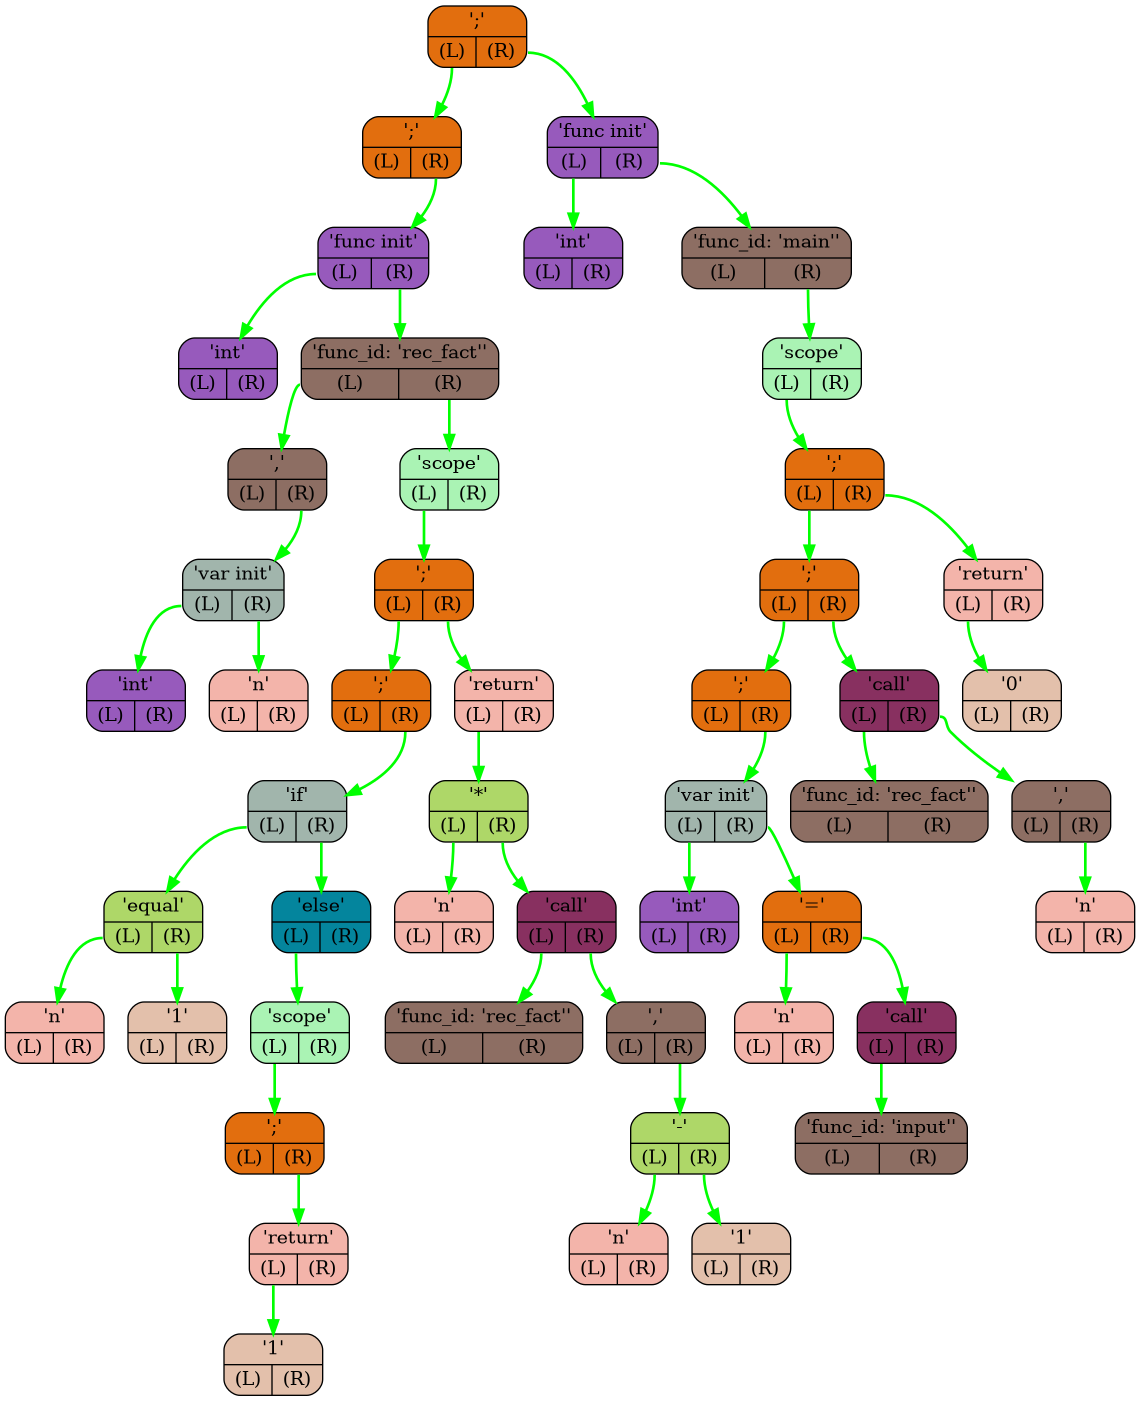 ';'
(L) (R)
';'
(L) (R)
'func init'
(L) (R)
'func init'
(L) (R)
'int'
(L) (R)
'func_id: 'main''
(L) (R)
'int'
(L) (R)
'func_id: 'rec_fact''
(L) (R)
'scope'
(L) (R)
','
(L) (R)
'scope'
(L) (R)
';'
(L) (R)
'var init'
(L) (R)
';'
(L) (R)
';'
(L) (R)
'return'
(L) (R)
'int'
(L) (R)
'n'
(L) (R)
';'
(L) (R)
'return'
(L) (R)
';'
(L) (R)
'call'
(L) (R)
'0'
(L) (R)
'if'
(L) (R)
'*'
(L) (R)
'var init'
(L) (R)
'func_id: 'rec_fact''
(L) (R)
','
(L) (R)
'equal'
(L) (R)
'else'
(L) (R)
'n'
(L) (R)
'call'
(L) (R)
'int'
(L) (R)
'='
(L) (R)
'n'
(L) (R)
'n'
(L) (R)
'1'
(L) (R)
'scope'
(L) (R)
'func_id: 'rec_fact''
(L) (R)
','
(L) (R)
'n'
(L) (R)
'call'
(L) (R)
';'
(L) (R)
'-'
(L) (R)
'func_id: 'input''
(L) (R)
'return'
(L) (R)
'n'
(L) (R)
'1'
(L) (R)
'1'
(L) (R)